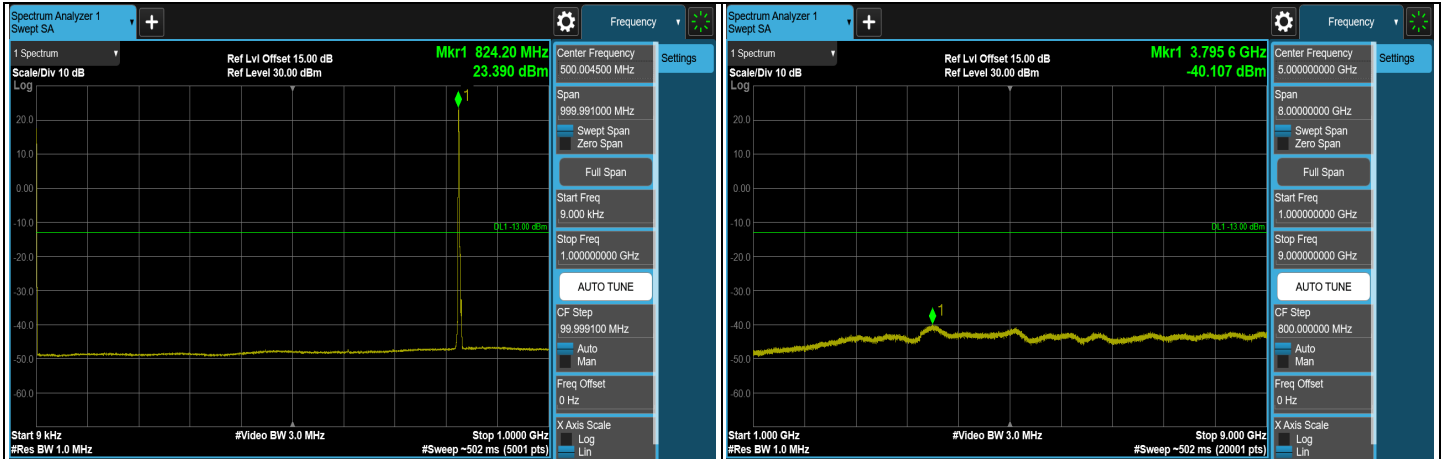 Spectrum Analyzer 1
Swept SA
+
Frequency
1 Spectrum
Scale/Div 10 dB
Log
Ref Lvl Offset 15.00 dB
Ref Level 30.00 dBm
Mkr1 824.20 MHz
23.390 dBm
1
20.0
10.0
0.00
-10.0
-20.0
-30.0
-40.0
-50.0
-60.0
DL1 -13.00 dBm
Start 9 kHz
#Res BW 1.0 MHz
#Video BW 3.0 MHz
Stop 1.0000 GHz
#Sweep ~502 ms (5001 pts)
Center Frequency
500.004500 MHz
Span
999.991000 MHz
Swept Span
Zero Span
Full Span
Start Freq
9.000 kHz
Stop Freq
1.000000000 GHz
AUTO TUNE
CF Step
99.999100 MHz
Auto
Man
Freq Offset
0 Hz
X Axis Scale
Log
Lin
Settings
Spectrum Analyzer 1
Swept SA
+
Frequency
1 Spectrum
Scale/Div 10 dB
Log
Ref Lvl Offset 15.00 dB
Ref Level 30.00 dBm
Mkr1 3.795 6 GHz
-40.107 dBm
1
20.0
10.0
0.00
-10.0
-20.0
-30.0
-40.0
-50.0
-60.0
DL1 -13.00 dBm
Start 1.000 GHz
#Res BW 1.0 MHz
#Video BW 3.0 MHz
Stop 9.000 GHz
#Sweep ~502 ms (20001 pts)
Center Frequency
5.000000000 GHz
Span
8.00000000 GHz
Swept Span
Zero Span
Full Span
Start Freq
1.000000000 GHz
Stop Freq
9.000000000 GHz
AUTO TUNE
CF Step
800.000000 MHz
Auto
Man
Freq Offset
0 Hz
X Axis Scale
Log
Lin
Settings